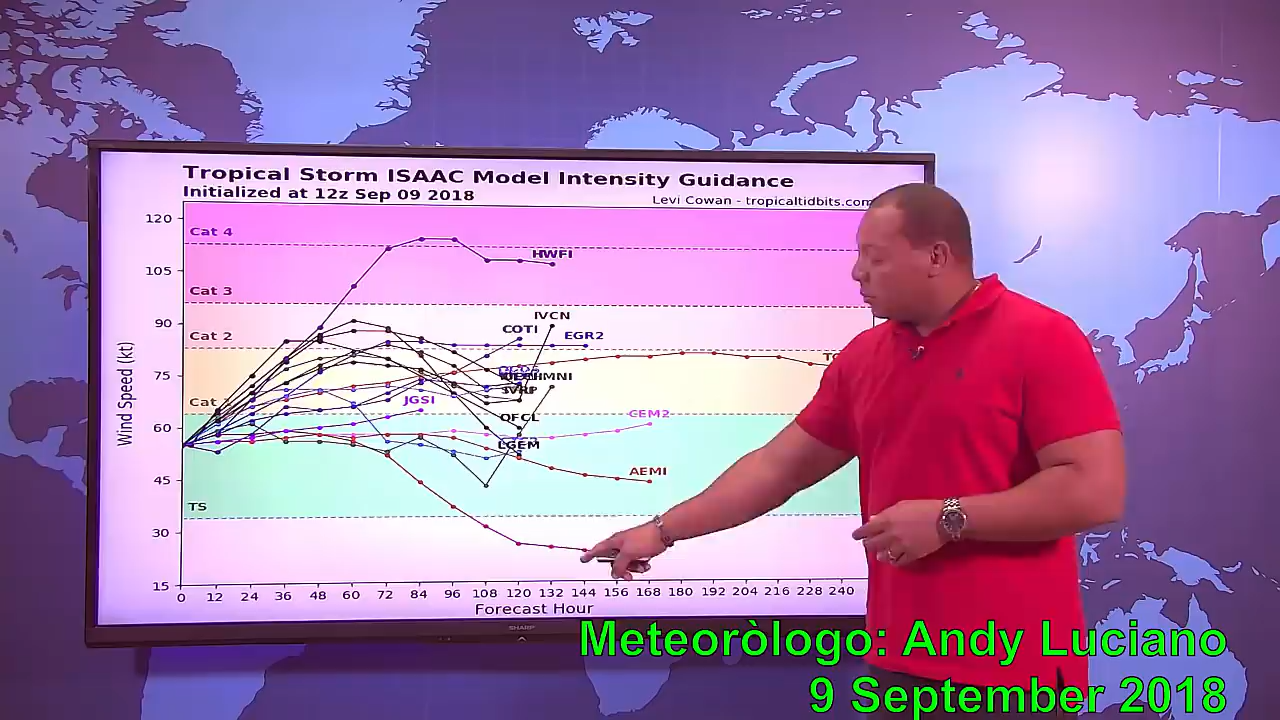 Tropical Storm ISAAC Model Intensity Guidance
Initialized at 12z Sep 09 2018
Levi Cowan - tropicaltidbits.com
120
Cat 4
HWFI
105
Cat 3
IVCN
90
COTI
EGR2
Cat 2
75
JGSI
Cat
CEM2
OFCL
60
LGEM
AEMI
45
TS
30
15
0 12 24 36 48 60 72 84 96 108 120 132 144 156 168 180 192 204 216 228 240
Wind Speed (kt)
Forecast Hour
SHARP
Meteoròlogo: Andy Luciano
9 September 2018